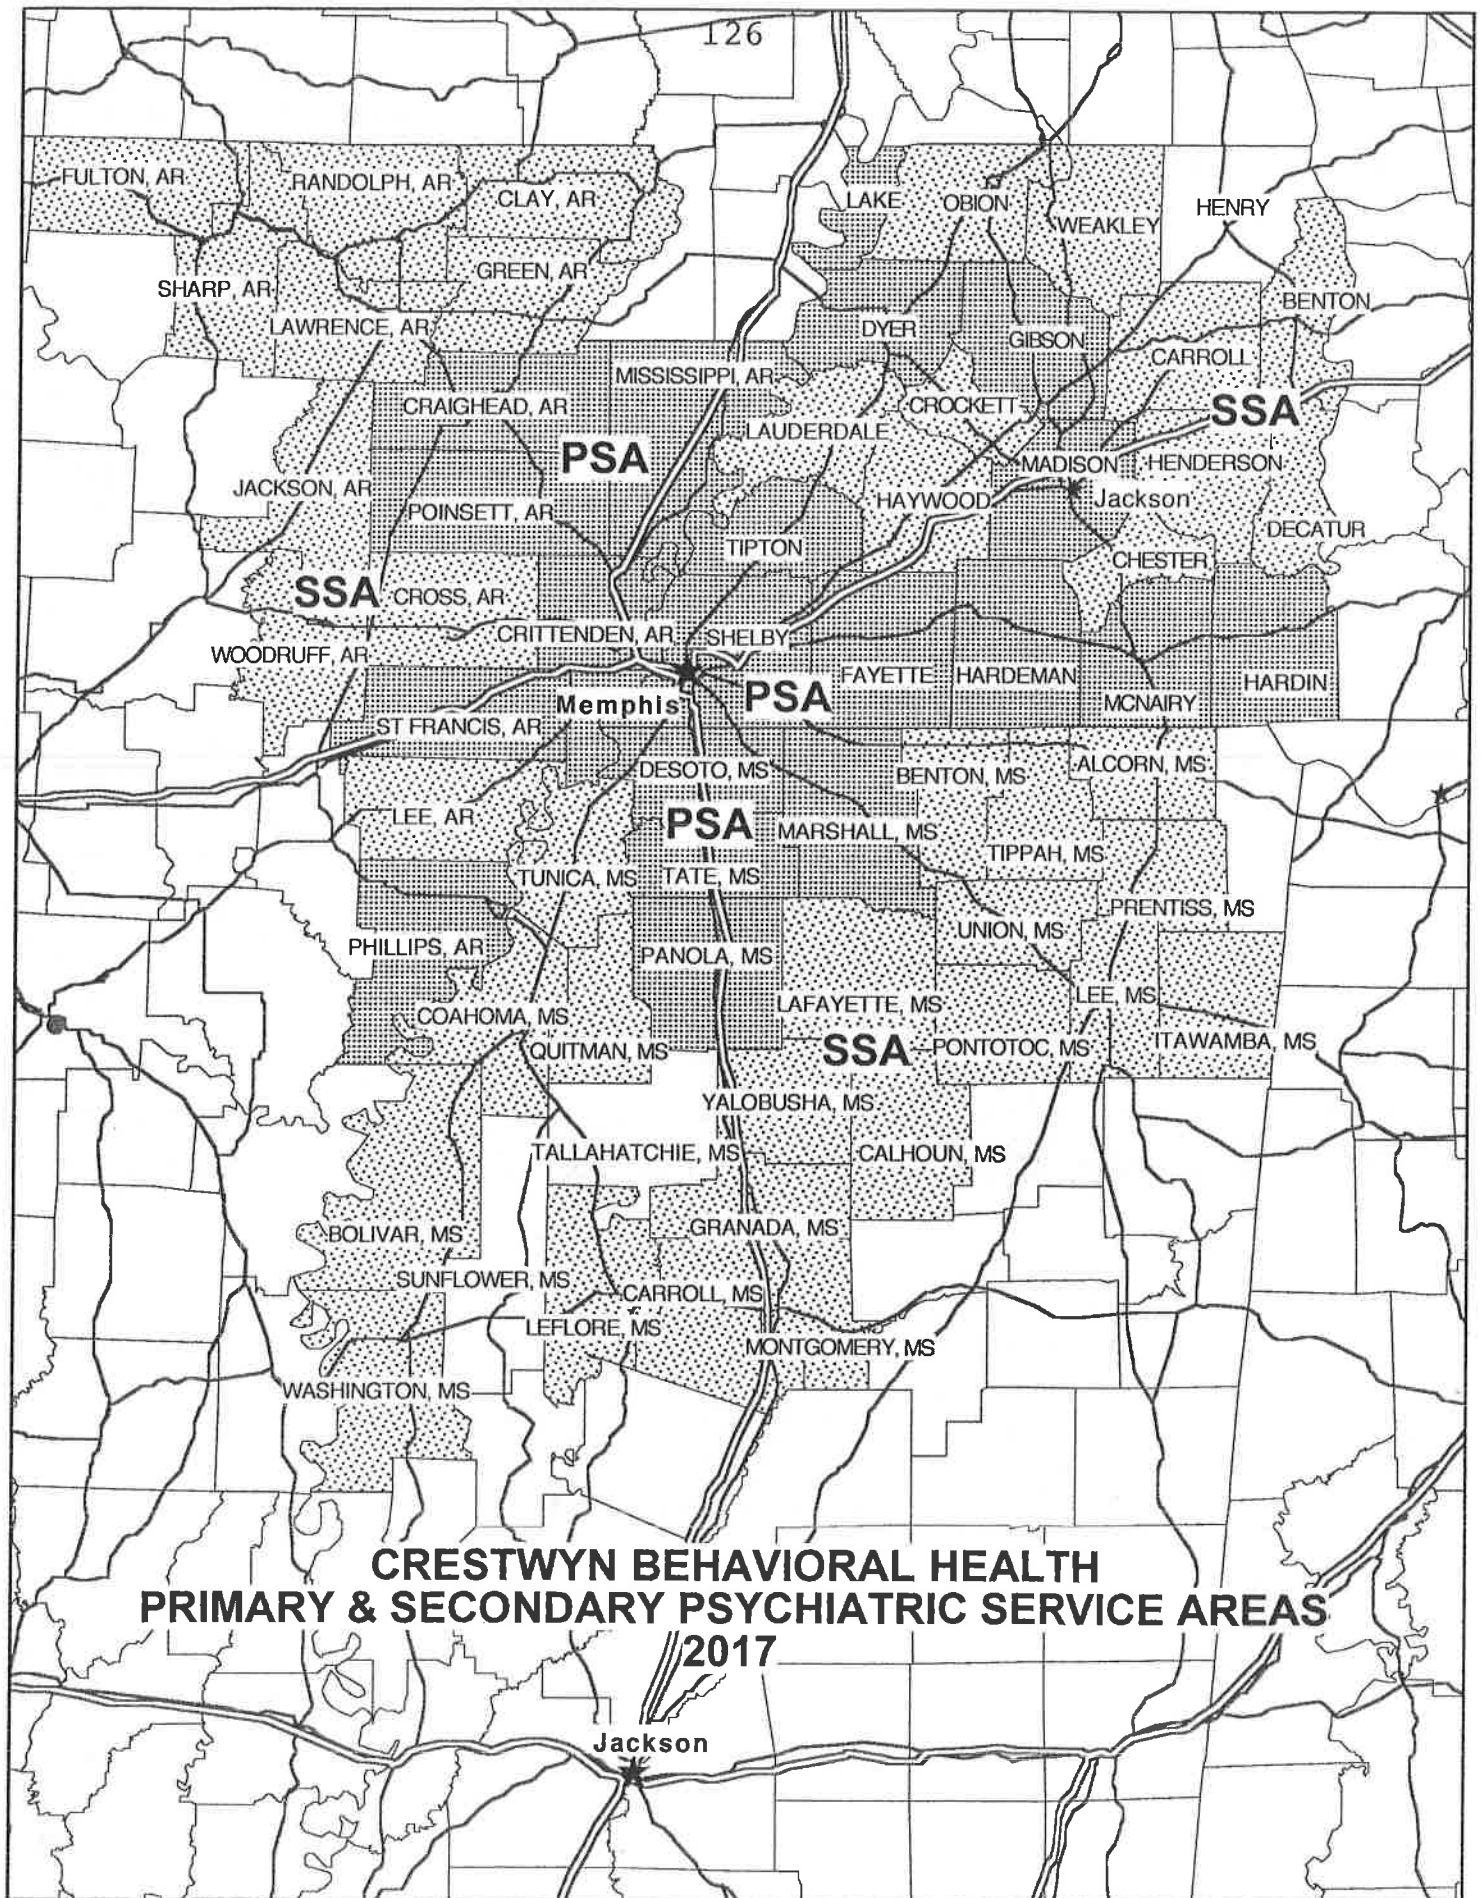 126
FULTON, AR
RANDOLPH, AR
CLAY, AR
LAKE
OBION
WEAKLEY
HENRY
SHARP, AR
GREEN, AR
BENTON
LAWRENCE, AR
DYER
GIBSON
CARROLL
MISSISSIPPI, AR
CRAIGHEAD, AR
CROCKETT
SSA
LAUDERDALE
PSA
MADISON
HENDERSON
JACKSON, AR
HAYWOOD
Jackson
POINSETT, AR
TIPTON
DECATUR
CHESTER
SSA
CROSS, AR
CRITTENDEN, AR
SHELBY
WOODRUFF, AR
FAYETTE
HARDEMAN
HARDIN
Memphis
PSA
MCNAIRY
ST FRANCIS, AR
DESOTO, MS
BENTON, MS
ALCORN, MS
LEE, AR
PSA
MARSHALL, MS
TIPPAH, MS
TUNICA, MS
TATE, MS
PRENTISS, MS
UNION, MS
PHILLIPS, AR
PANOLA, MS
LEE, MS
LAFAYETTE, MS
COAHOMA, MS
QUITMAN, MS
SSA
PONTOTOC, MS
ITAWAMBA, MS
YALOBUSHA, MS
TALLAHATCHIE, MS
CALHOUN, MS
BOLIVAR, MS
GRANADA, MS
SUNFLOWER, MS
CARROLL, MS
LEFLORE, MS
MONTGOMERY, MS
WASHINGTON, MS
CRESTWYN BEHAVIORAL HEALTH
PRIMARY & SECONDARY PSYCHIATRIC SERVICE AREAS
2017
Jackson